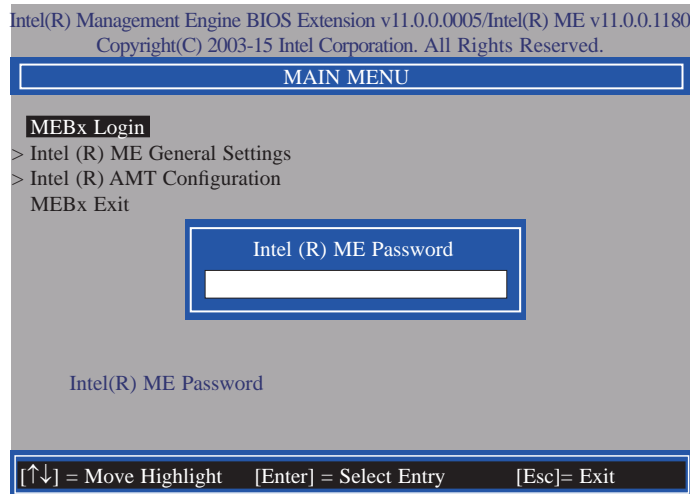 Intel(R) Management Engine BIOS Extension v11.0.0.0005/Intel(R) ME v11.0.0.1180
Copyright(C) 2003-15 Intel Corporation. All Rights Reserved.
MAIN MENU
MEBx Login
> Intel (R) ME General Settings
> Intel (R) AMT Configuration
MEBx Exit
Intel (R) ME Password
Intel(R) ME Password
[↑↓] = Move Highlight [Enter] = Select Entry [Esc]= Exit